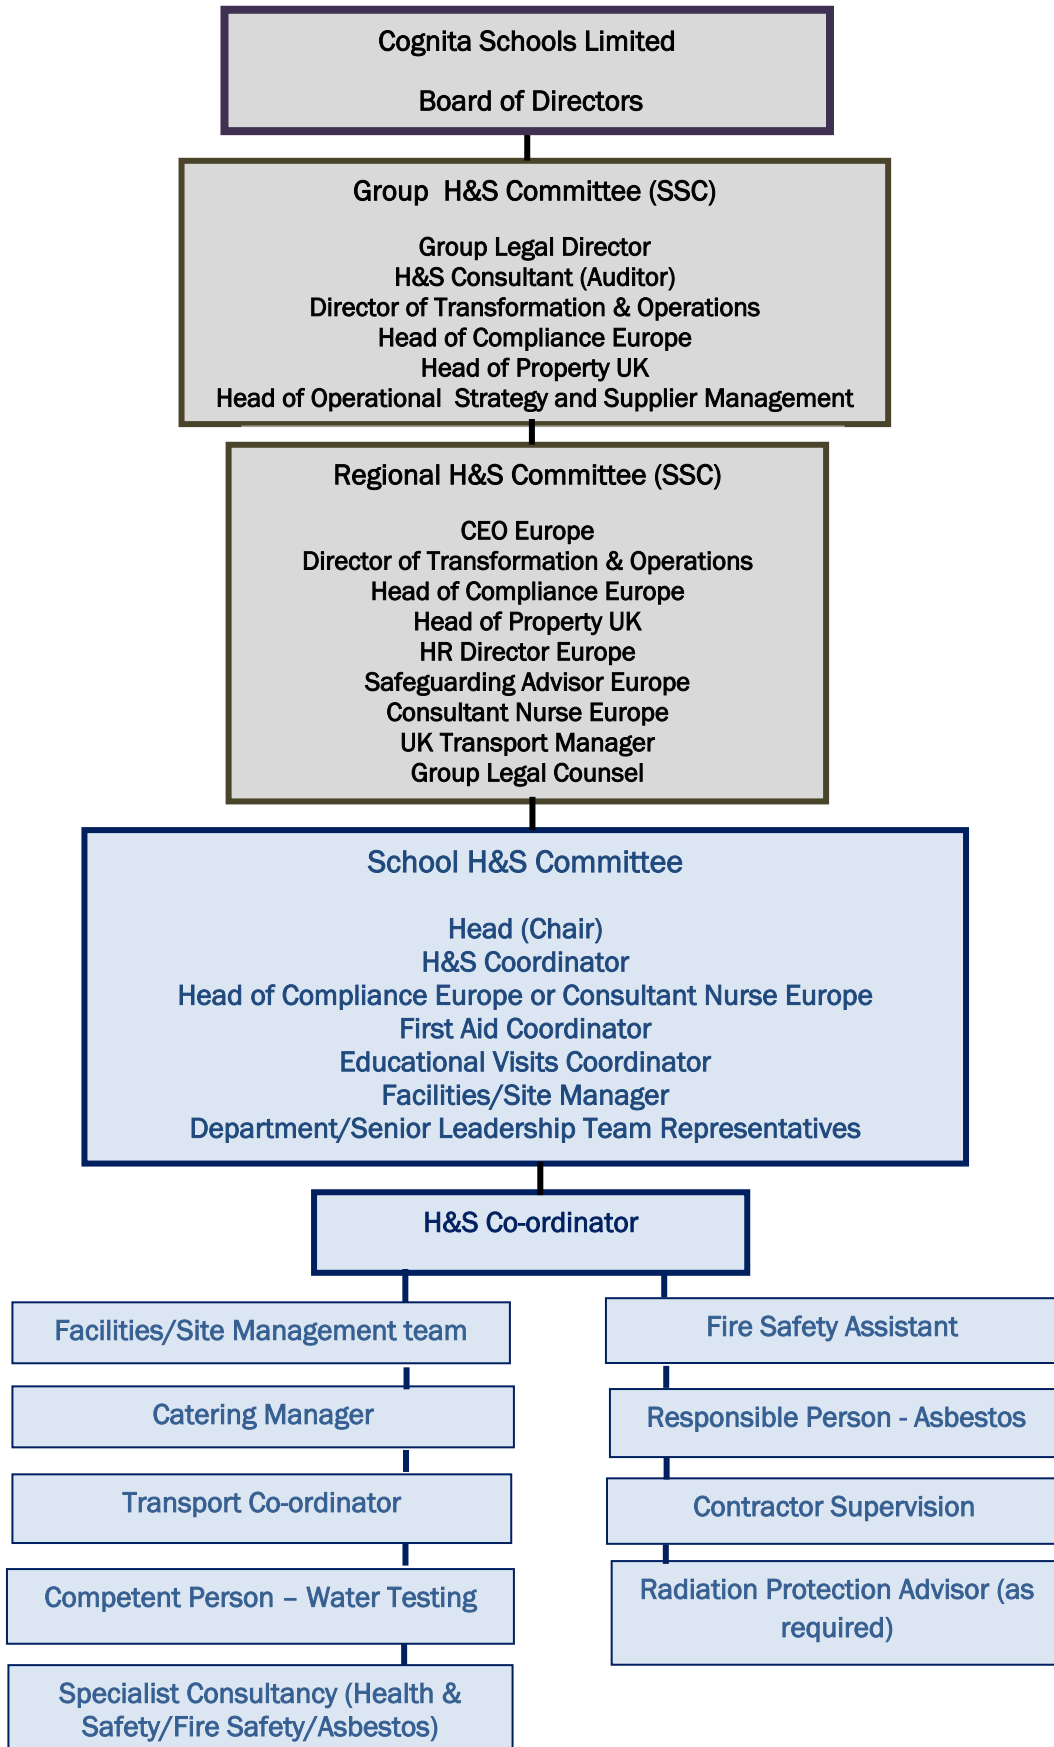 Cognita Schools Limited
Board of Directors
Group H&S Committee (SSC)
Group Legal Director
H&S Consultant (Auditor)
Director of Transformation & Operations
Head of Compliance Europe
Head of Property UK
Head of Operational Strategy and Supplier Management
Regional H&S Committee (SSC)
CEO Europe
Director of Transformation & Operations
Head of Compliance Europe
Head of Property UK
HR Director Europe
Safeguarding Advisor Europe
Consultant Nurse Europe
UK Transport Manager
Group Legal Counsel
School H&S Committee
Head (Chair)
H&S Coordinator
Head of Compliance Europe or Consultant Nurse Europe
First Aid Coordinator
Educational Visits Coordinator
Facilities/Site Manager
Department/Senior Leadership Team Representatives
H&S Co-ordinator
Facilities/Site Management team
Catering Manager
Transport Co-ordinator
Competent Person – Water Testing
Specialist Consultancy (Health &
Safety/Fire Safety/Asbestos)
Fire Safety Assistant
Responsible Person - Asbestos
Contractor Supervision
Radiation Protection Advisor (as
required)